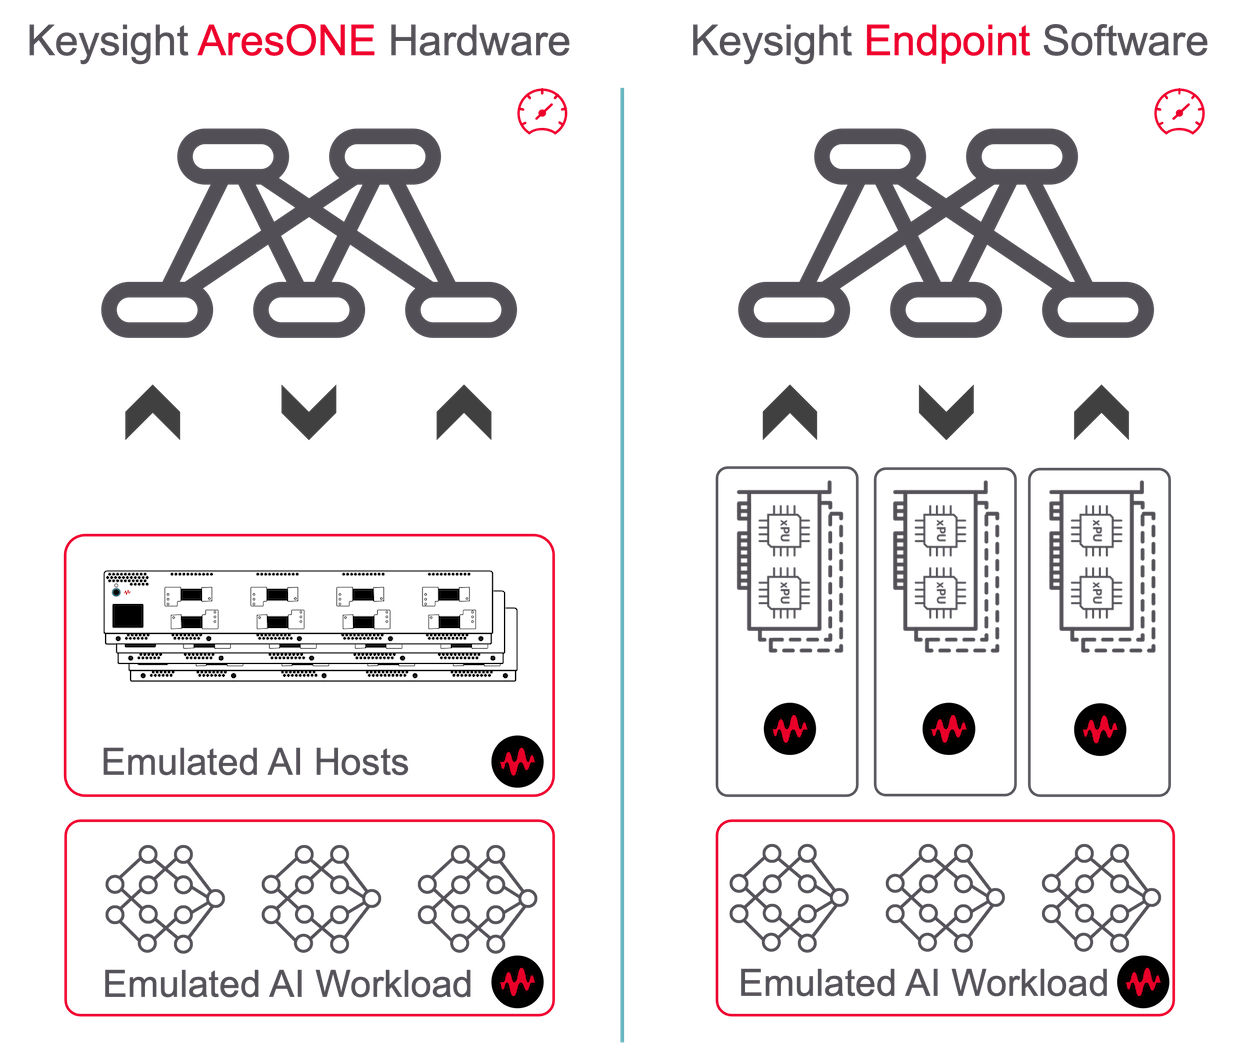 Keysight AresONE Hardware
Keysight Endpoint Software
xPU
xPU
xPU
xPU
xPU
xPU
Emulated AI Hosts
Emulated AI Workload
Emulated AI Workload